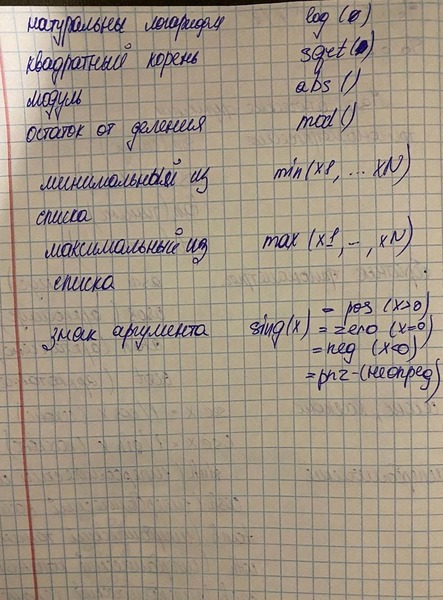 натуральны логарифм log()
квадратный корень sqet()
модуль abs()
остаток от деления mod()
минимальный из min(x1, ... xN)
списка
максимальный из max(x1, -, xN)
списка
знак аргумента sing(x) = pos (x>0)
= zero (x=0)
= neg (x<0)
= pnz - (неопред)